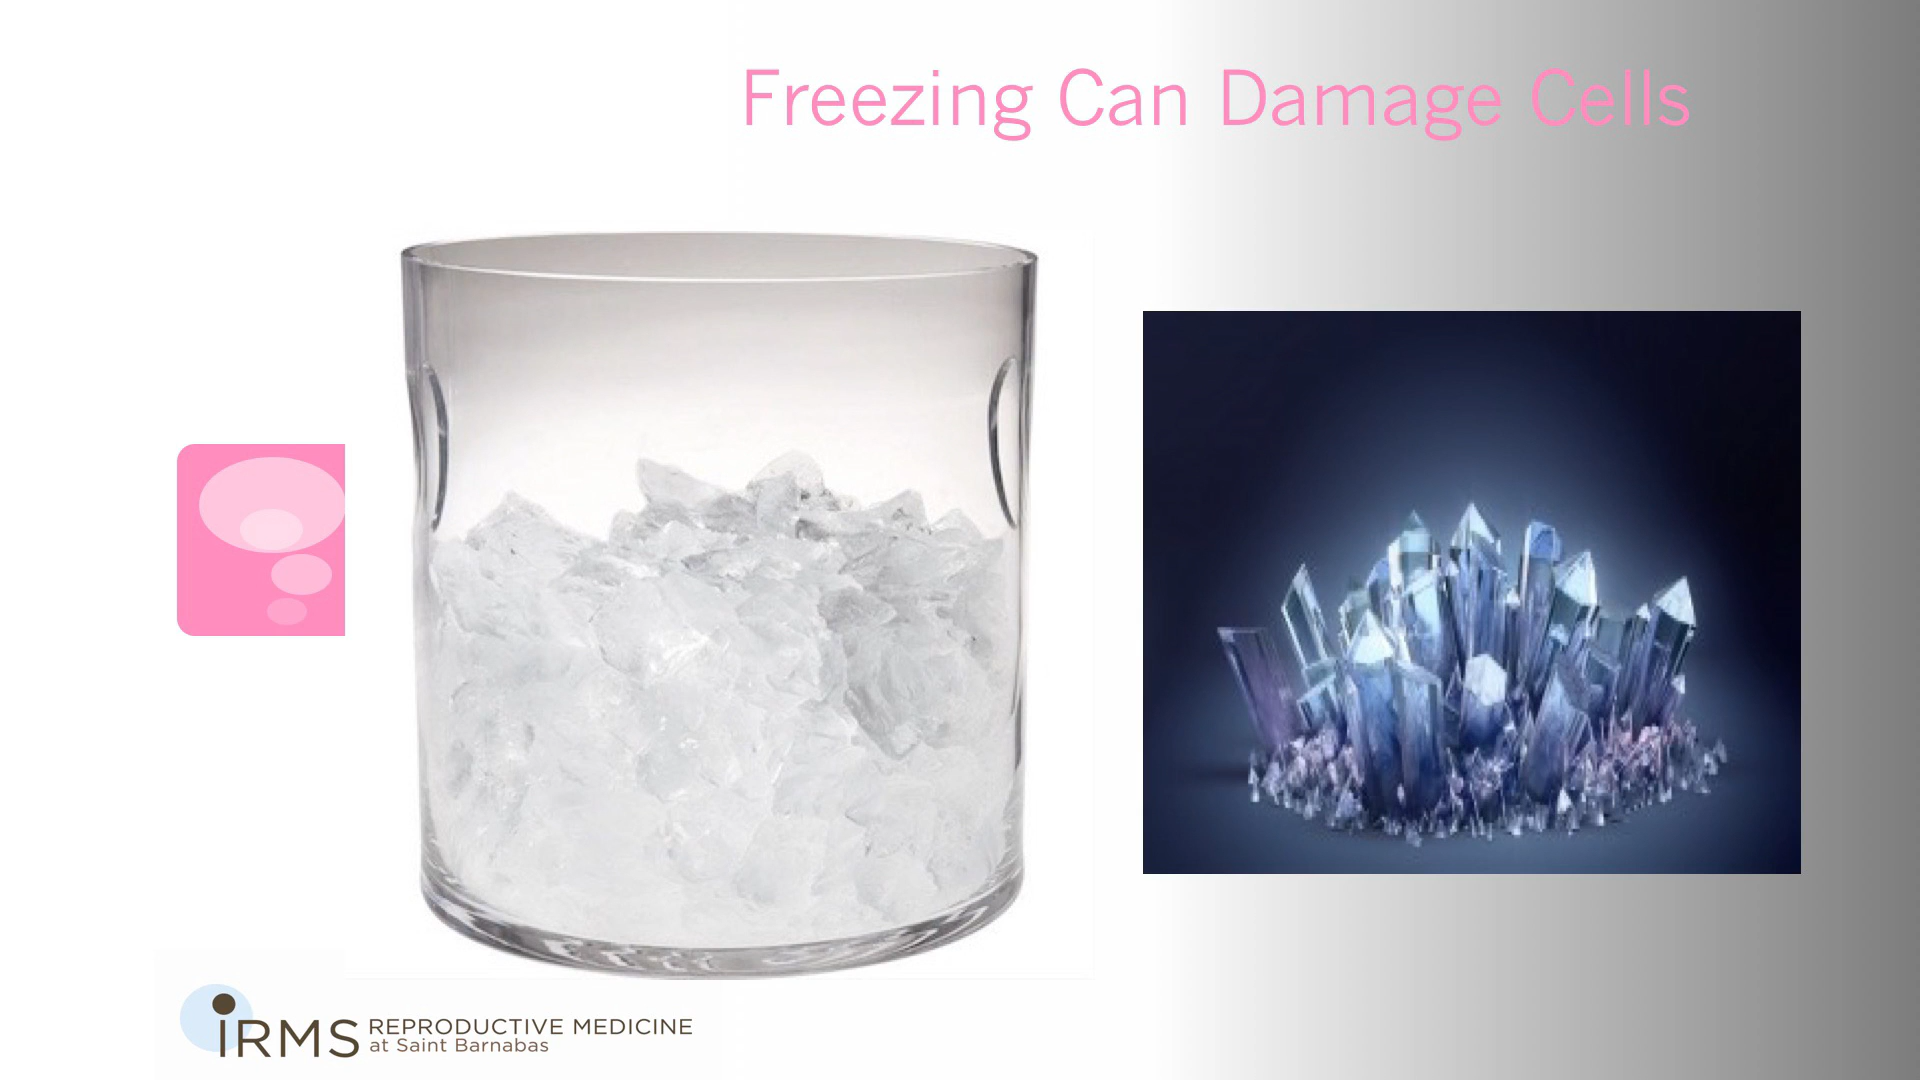 Freezing Can Damage Cells
iRMS REPRODUCTIVE MEDICINE
at Saint Barnabas